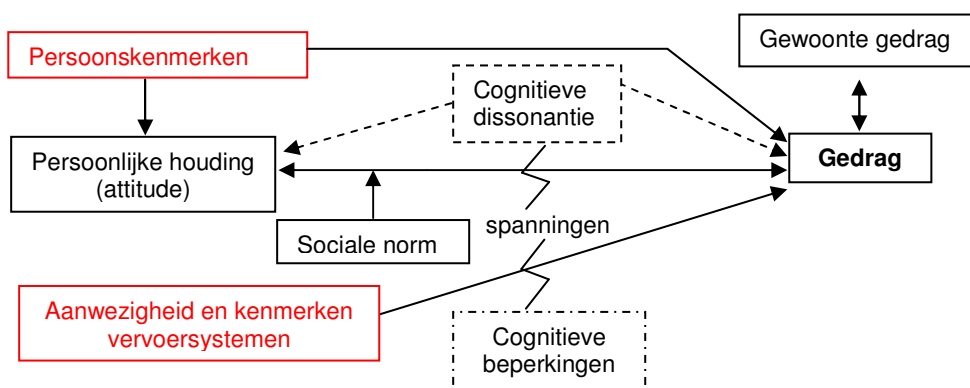 Persoonskenmerken
Gewoonte gedrag
Cognitieve
dissonantie
Persoonlijke houding
(attitude)
Gedrag
Sociale norm
spanningen
Aanwezigheid en kenmerken
vervoersystemen
Cognitieve
beperkingen